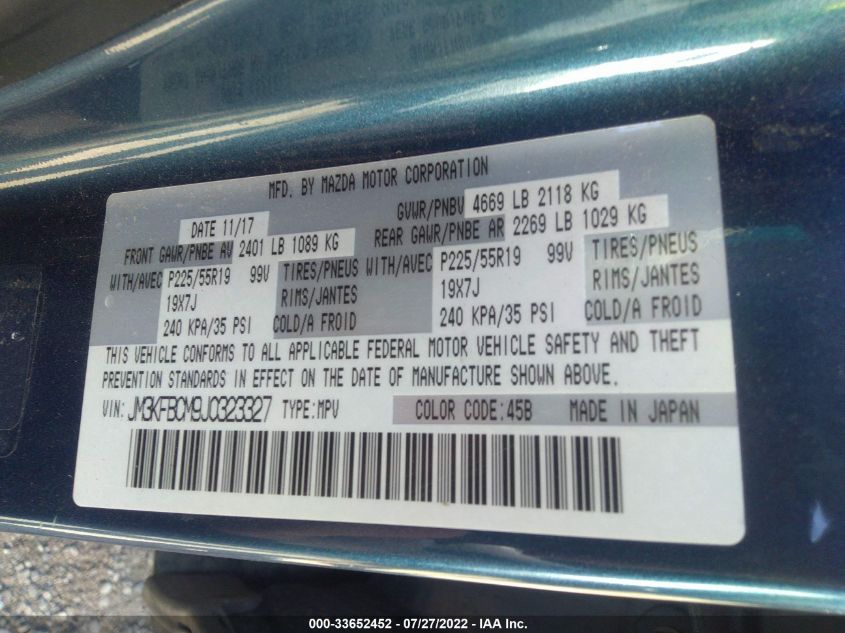 MFD. BY MAZDA MOTOR CORPORATION
DATE 11/17 GVWR/PNBV 4669 LB 2118 KG
FRONT GAWR/PNBE AV 2401 LB 1089 KG REAR GAWR/PNBE AR 2269 LB 1029 KG
WITH/AVEC P225/55R19 99V TIRES/PNEUS WITH/AVEC P225/55R19 99V TIRES/PNEUS
19X7J RIMS/JANTES 19X7J RIMS/JANTES
240 KPA/35 PSI COLD/A FROID 240 KPA/35 PSI COLD/A FROID
THIS VEHICLE CONFORMS TO ALL APPLICABLE FEDERAL MOTOR VEHICLE SAFETY AND THEFT
PREVENTION STANDARDS IN EFFECT ON THE DATE OF MANUFACTURE SHOWN ABOVE.
VIN: JM3KFBCM9J0323327 TYPE:MPV COLOR CODE:45B MADE IN JAPAN
000-33652452 / 07/27/2022 - IAA Inc.